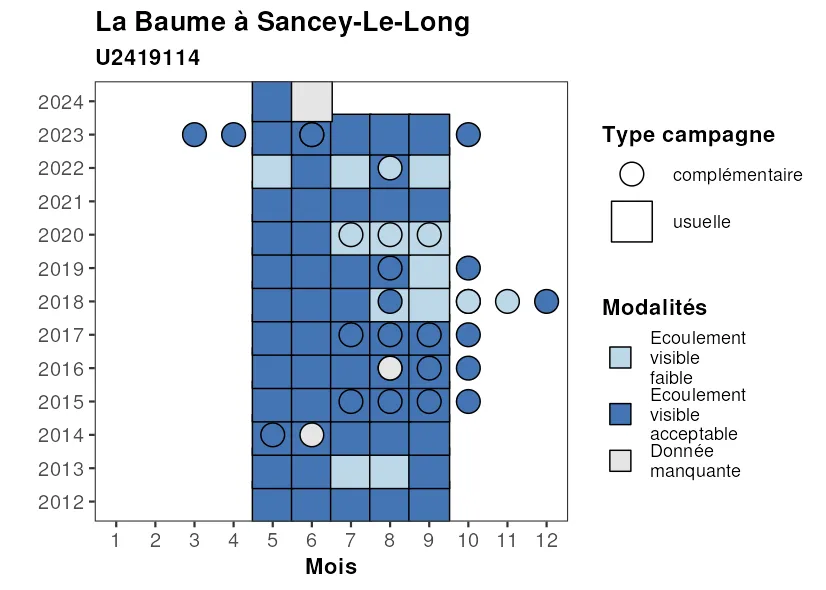 La Baume à Sancey-Le-Long
U2419114
2024
2023
2022
2021
2020
2019
2018
2017
2016
2015
2014
2013
2012
1 2 3 4 5 6 7 8 9 10 11 12
Mois
Type campagne
complémentaire
usuelle
Modalités
Ecoulement
visible
faible
Ecoulement
visible
acceptable
Donnée
manquante